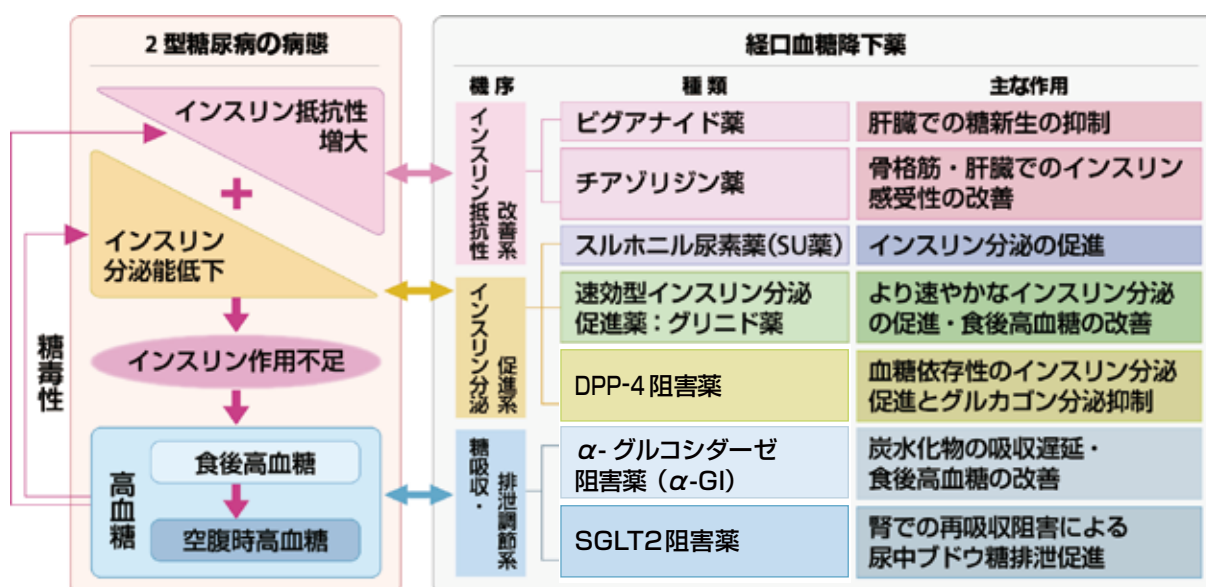 2型糖尿病の病態
インスリン抵抗性
増大
インスリン
分泌能低下
インスリン作用不足
糖毒性
高血糖
食後高血糖
空腹時高血糖
経口血糖降下薬
機序
種類
主な作用
インスリン抵抗性
改善系
ビグアナイド薬
肝臓での糖新生の抑制
チアゾリジン薬
骨格筋・肝臓でのインスリン
感受性の改善
インスリン分泌
促進系
スルホニル尿素薬(SU薬)
インスリン分泌の促進
速効型インスリン分泌
促進薬:グリニド薬
より速やかなインスリン分泌
の促進・食後高血糖の改善
DPP-4阻害薬
血糖依存性のインスリン分泌
促進とグルカゴン分泌抑制
糖吸収・
排泄調節系
α-グルコシダーゼ
阻害薬(α-GI)
炭水化物の吸収遅延・
食後高血糖の改善
SGLT2阻害薬
腎での再吸収阻害による
尿中ブドウ糖排泄促進